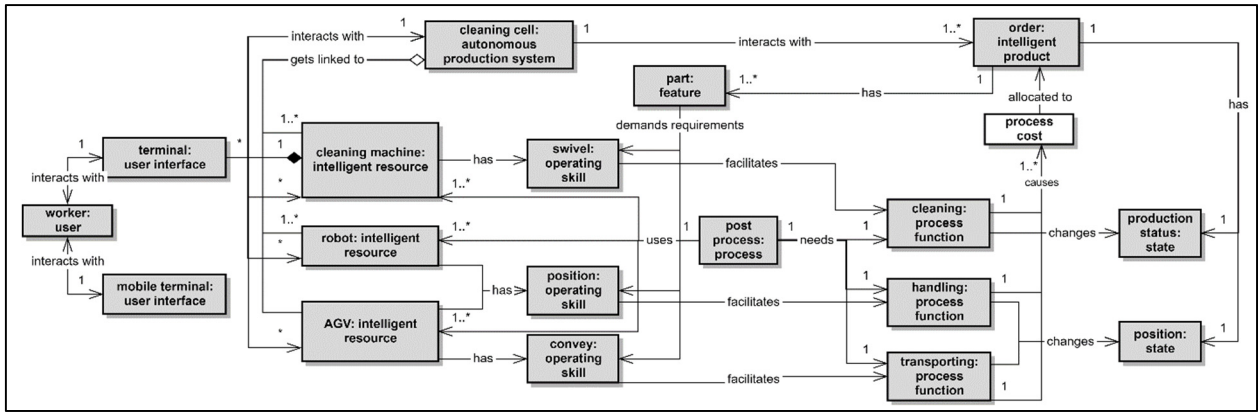 1
cleaning cell:
autonomous
production system
1
1..*
order:
intelligent
product
1
interacts with
interacts with
gets linked to
part:
feature
1..*
1
has
allocated to
has
demands requirements
process
cost
1..*
1
*
cleaning machine:
intelligent resource
has
swivel:
operating
skill
facilitates
1..*
causes
1
terminal:
user interface
interacts with
*
1..*
worker:
user
cleaning:
process
function
1
changes
production
status:
state
1
1..*
*
robot: intelligent
resource
1..*
uses
1
post
process:
process
1
needs
1
interacts with
1
mobile terminal:
user interface
has
position:
operating
skill
facilitates
1
1
handling:
process
function
1
*
AGV: intelligent
resource
1..*
has
convey:
operating
skill
facilitates
1
transporting:
process
function
1
changes
1
position:
state
1